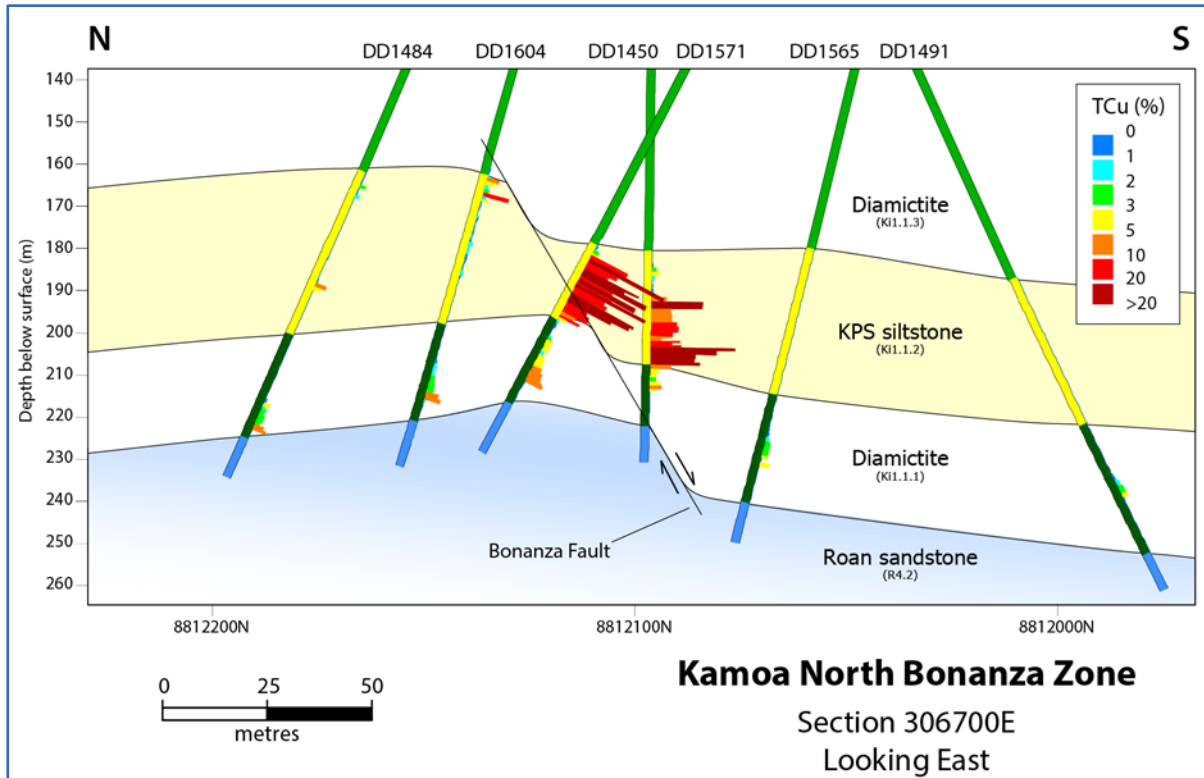 N
S
DD1484
DD1604
DD1450
DD1571
DD1565
DD1491
Depth below surface (m)
140
150
160
170
180
190
200
210
220
230
240
250
260
TCu (%)
0
1
2
3
5
10
20
>20
Diamictite
(Ki1.1.3)
KPS siltstone
(Ki1.1.2)
Diamictite
(Ki1.1.1)
Bonanza Fault
Roan sandstone
(R4.2)
8812200N
8812100N
8812000N
0
25
50
metres
Kamoa North Bonanza Zone
Section 306700E
Looking East